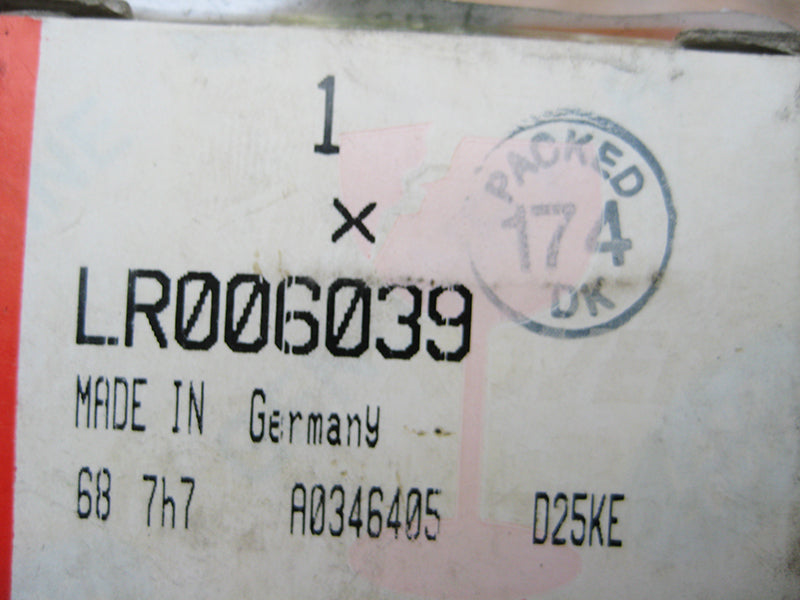 1
PACKED
174
DK
×
LR006039
MADE IN Germany
68 7h7 A0346405 D25KE